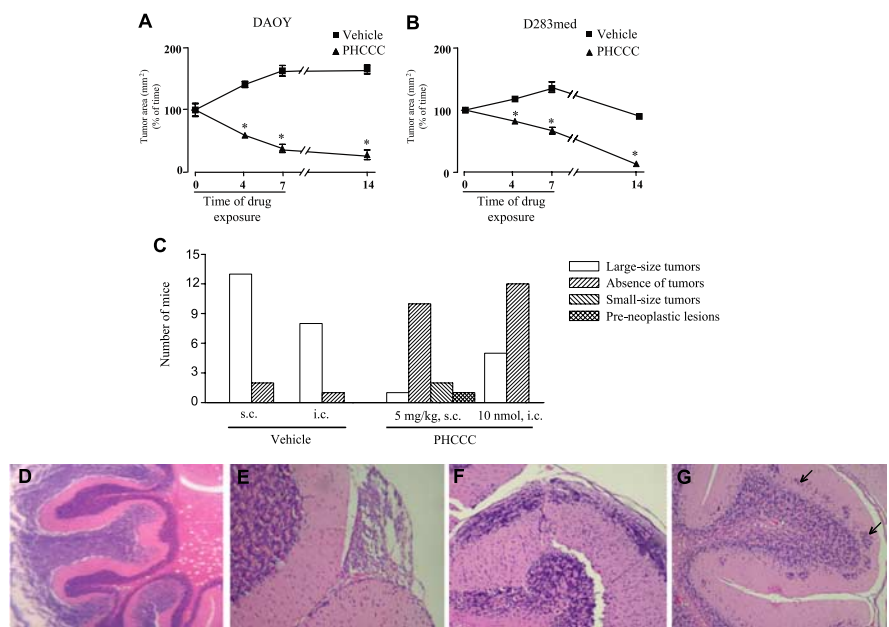 A
DAOY
Vehicle
PHCCC
Tumor area (mm²)
(% of time)
200
100
0
* * *
0 4 7 14
Time of drug
exposure
B
D283med
Vehicle
PHCCC
Tumor area (mm²)
(% of time)
200
100
0
* * *
0 4 7 14
Time of drug
exposure
C
Number of mice
15
12
9
6
3
0
s.c. i.c. 5 mg/kg, s.c. 10 nmol, i.c.
Vehicle PHCCC
Large-size tumors
Absence of tumors
Small-size tumors
Pre-neoplastic lesions
D E F G